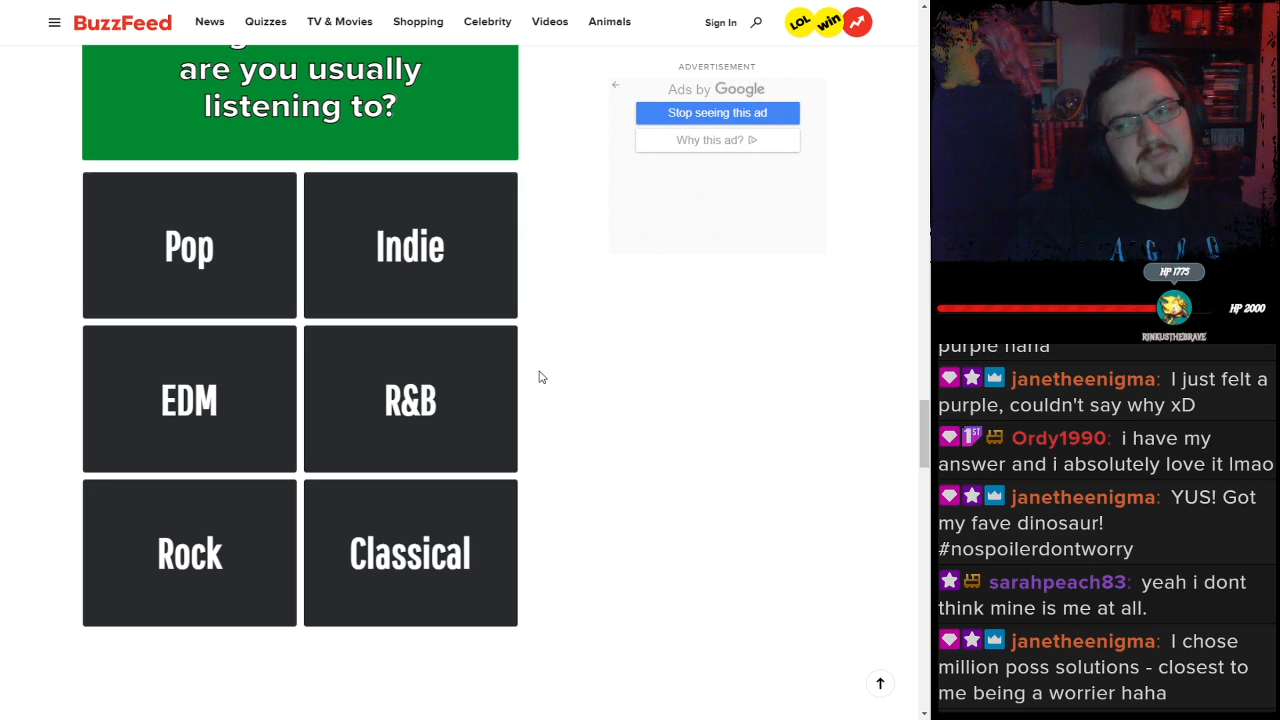 BuzzFeed
News
Quizzes
TV & Movies
Shopping
Celebrity
Videos
Animals
Sign In
LOL
win
are you usually
listening to?
ADVERTISEMENT
Ads by Google
Stop seeing this ad
Why this ad?
Pop
Indie
EDM
R&B
Rock
Classical
HP 1775
HP 2000
RINKUSTHEBRAVE
purple haha
janetheenigma: I just felt a
purple, couldn't say why xD
1ST
Ordy1990: i have my
answer and i absolutely love it lmao
janetheenigma: YUS! Got
my fave dinosaur!
#nospoilerdontworry
sarahpeach83: yeah i dont
think mine is me at all.
janetheenigma: I chose
million poss solutions - closest to
me being a worrier haha